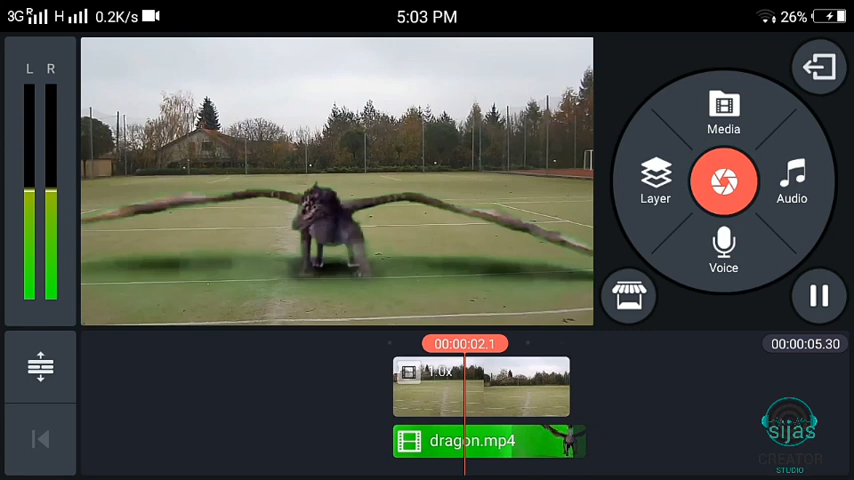 3G R H 0.2K/s 5:03 PM 26%
L R
Media
Layer
Audio
Voice
00:00:02.1
00:00:05.30
1.0x
dragon.mp4
sijas
CREATOR
STUDIO